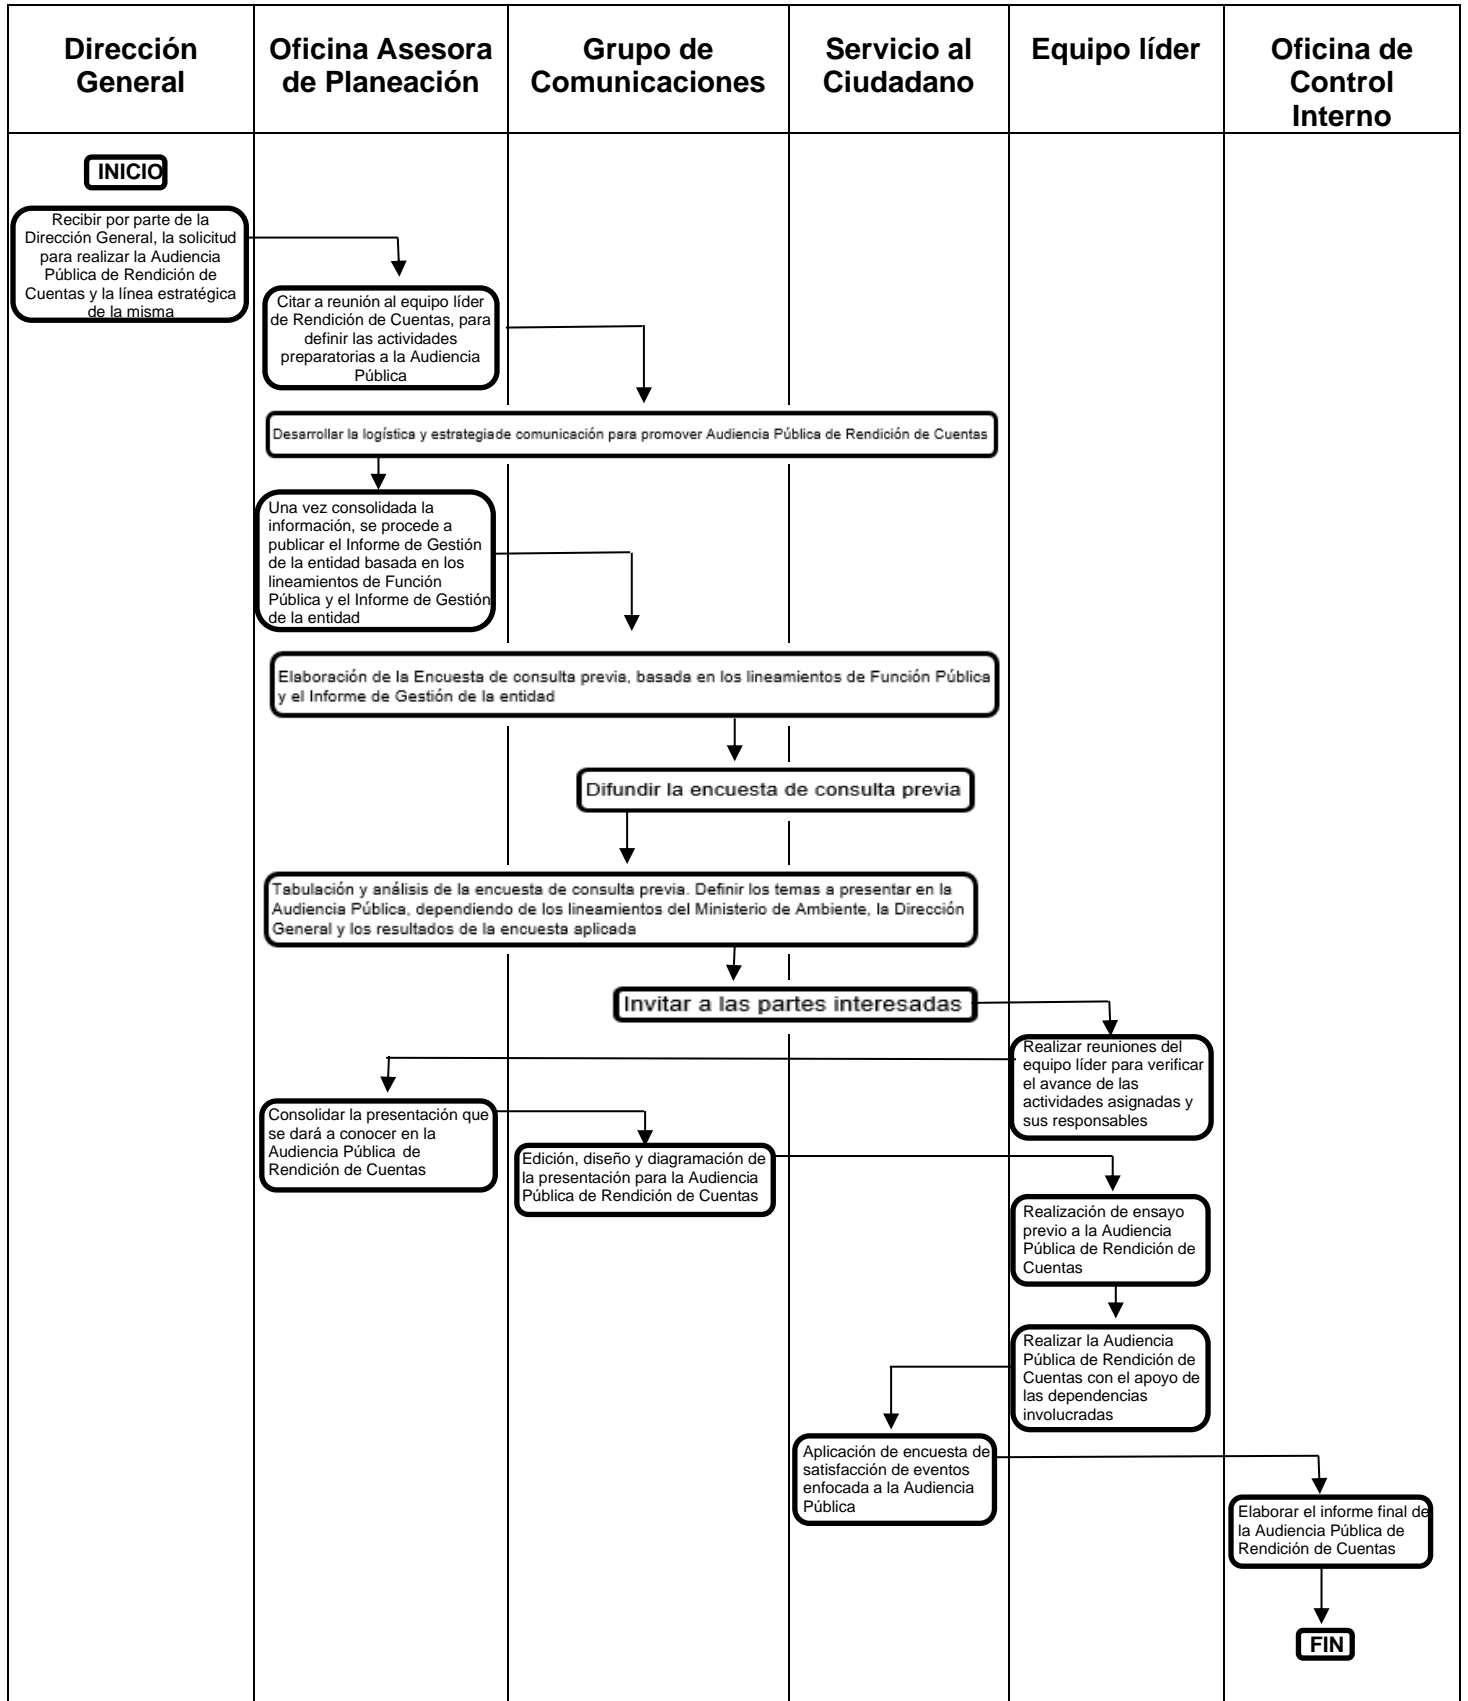 Dirección
General
Oficina Asesora
de Planeación
Grupo de
Comunicaciones
Servicio al
Ciudadano
Equipo líder
Oficina de
Control
Interno
INICIO
Recibir por parte de la
Dirección General, la solicitud
para realizar la Audiencia
Pública de Rendición de
Cuentas y la línea estratégica
de la misma
Citar a reunión al equipo líder
de Rendición de Cuentas, para
definir las actividades
preparatorias a la Audiencia
Pública
Desarrollar la logística y estrategiade comunicación para promover Audiencia Pública de Rendición de Cuentas
Una vez consolidada la
información, se procede a
publicar el Informe de Gestión
de la entidad basada en los
lineamientos de Función
Pública y el Informe de Gestión
de la entidad
Elaboración de la Encuesta de consulta previa, basada en los lineamientos de Función Pública
y el Informe de Gestión de la entidad
Difundir la encuesta de consulta previa
Tabulación y análisis de la encuesta de consulta previa. Definir los temas a presentar en la
Audiencia Pública, dependiendo de los lineamientos del Ministerio de Ambiente, la Dirección
General y los resultados de la encuesta aplicada
Invitar a las partes interesadas
Realizar reuniones del
equipo líder para verificar
el avance de las
actividades asignadas y
sus responsables
Consolidar la presentación que
se dará a conocer en la
Audiencia Pública de
Rendición de Cuentas
Edición, diseño y diagramación de
la presentación para la Audiencia
Pública de Rendición de Cuentas
Realización de ensayo
previo a la Audiencia
Pública de Rendición de
Cuentas
Realizar la Audiencia
Pública de Rendición de
Cuentas con el apoyo de
las dependencias
involucradas
Aplicación de encuesta de
satisfacción de eventos
enfocada a la Audiencia
Pública
Elaborar el informe final de
la Audiencia Pública de
Rendición de Cuentas
FIN